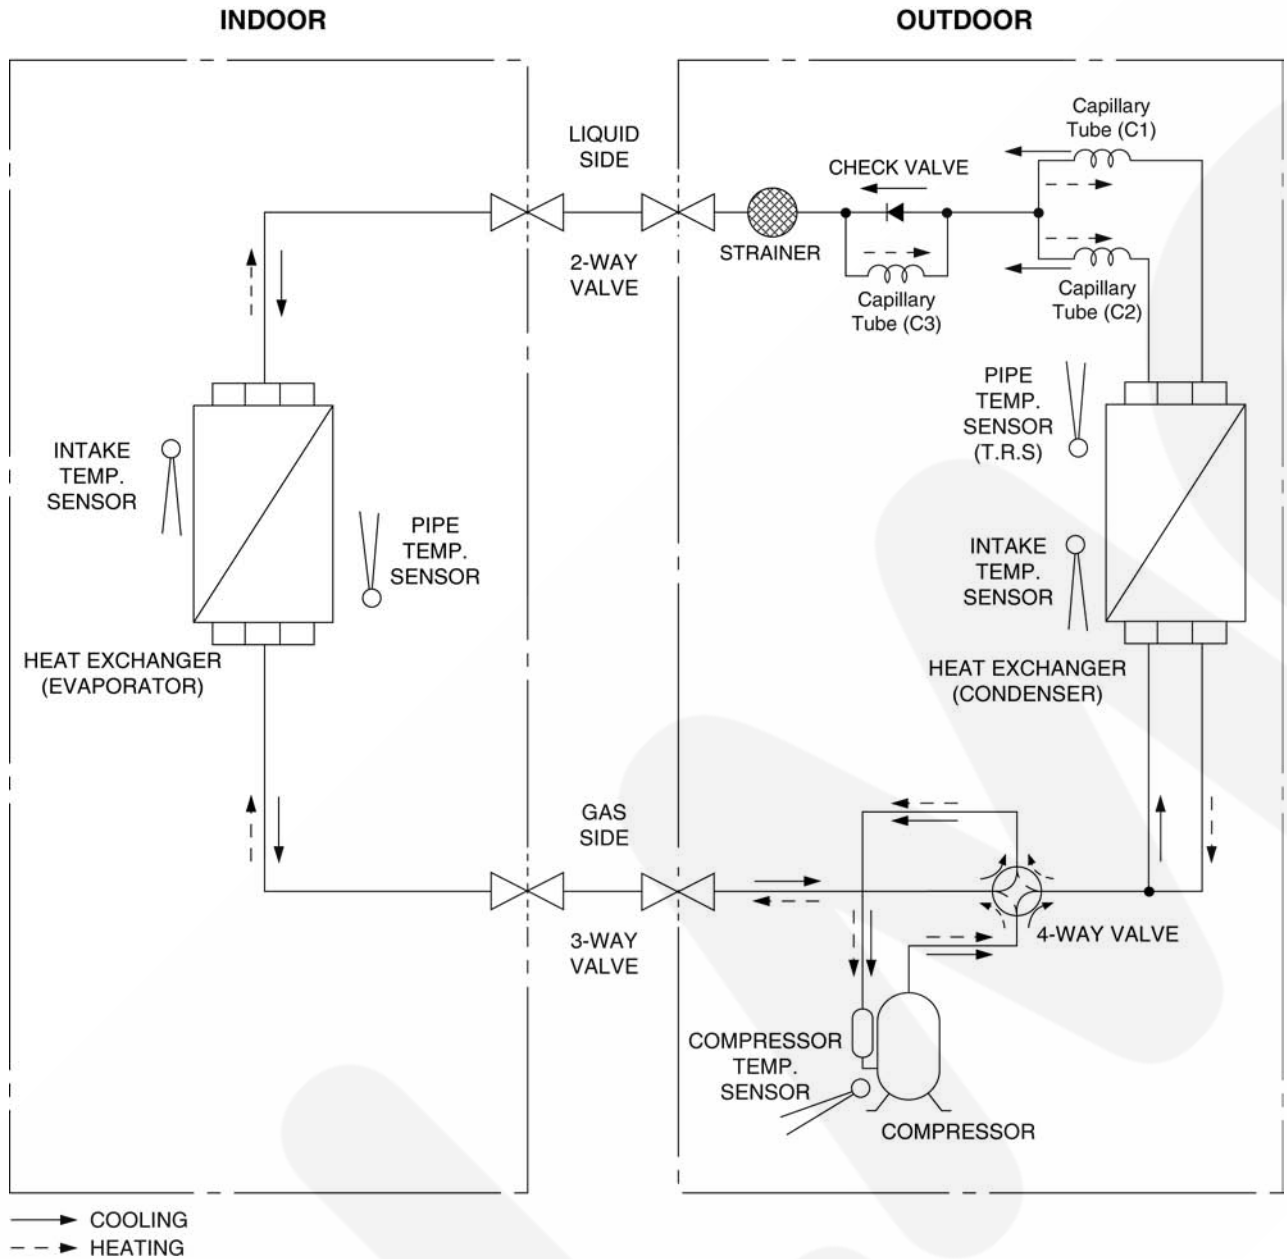 INDOOR
OUTDOOR
Capillary
Tube (C1)
LIQUID
SIDE
CHECK VALVE
STRAINER
2-WAY
VALVE
Capillary
Tube (C3)
Capillary
Tube (C2)
PIPE
TEMP.
SENSOR
(T.R.S)
INTAKE
TEMP.
SENSOR
PIPE
TEMP.
SENSOR
INTAKE
TEMP.
SENSOR
HEAT EXCHANGER
(EVAPORATOR)
HEAT EXCHANGER
(CONDENSER)
GAS
SIDE
3-WAY
VALVE
4-WAY VALVE
COMPRESSOR
TEMP.
SENSOR
COMPRESSOR
COOLING
HEATING